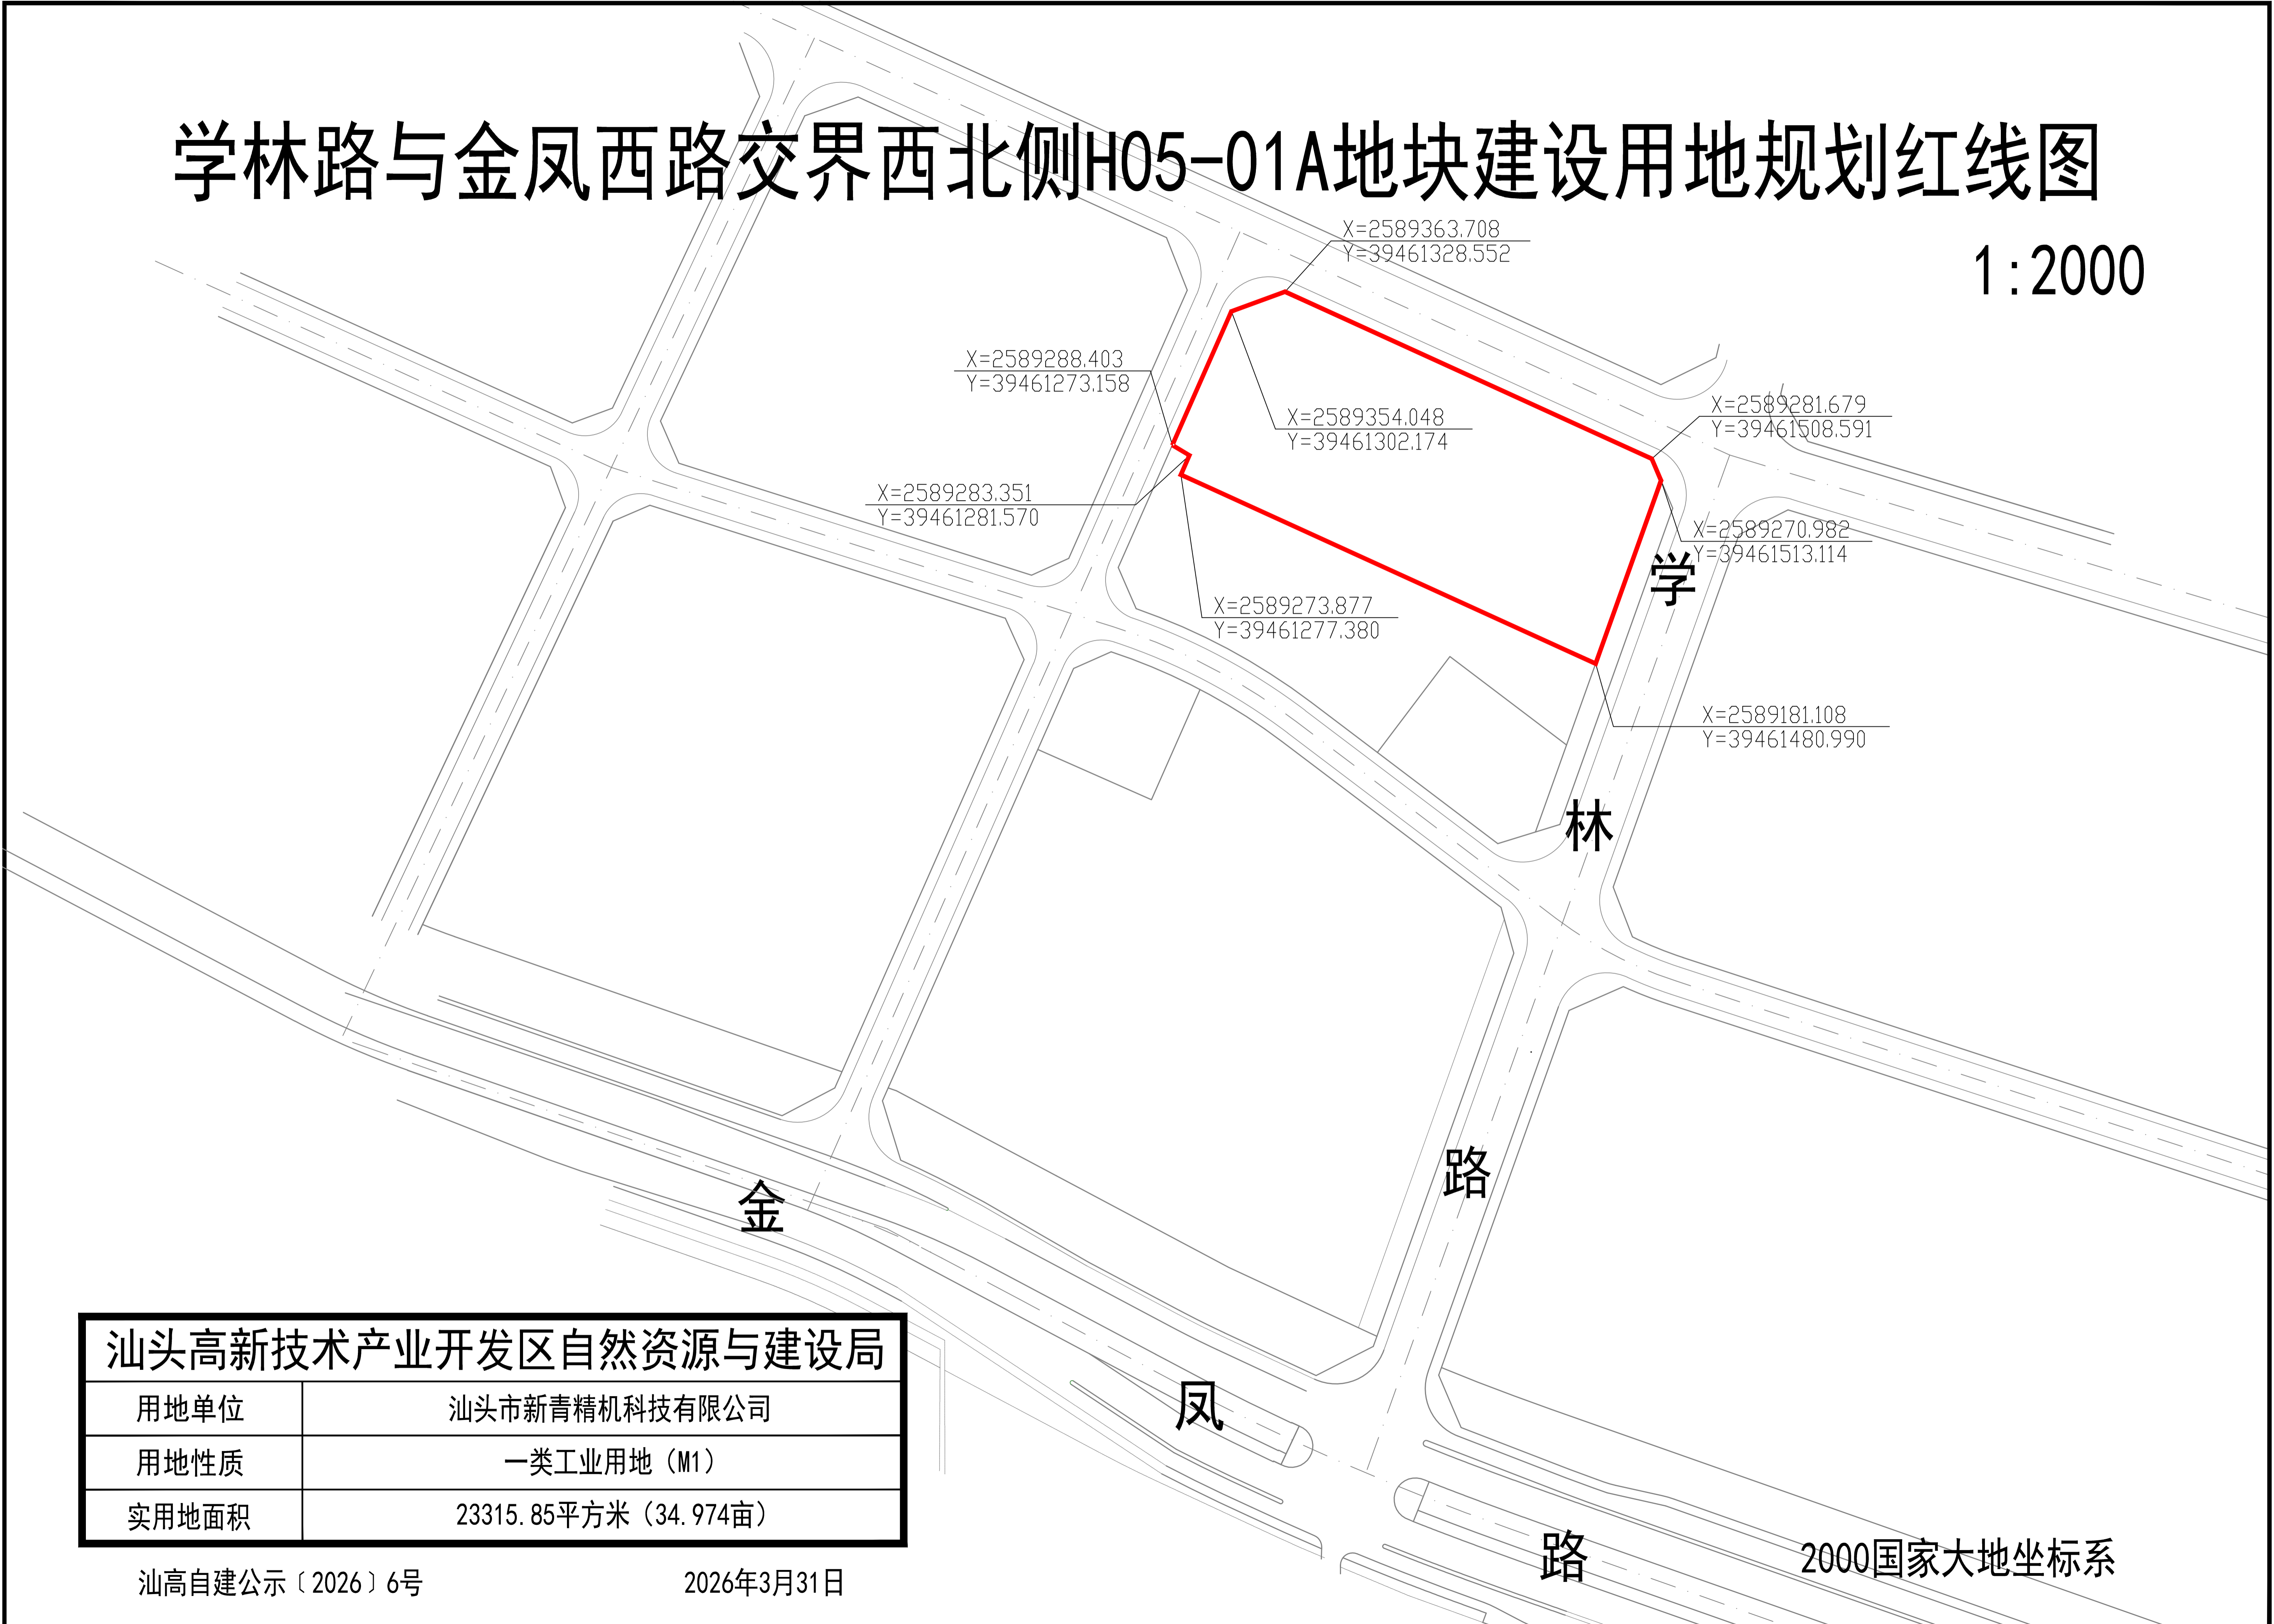 学林路与金凤西路交界西北侧H05-01A地块建设用地规划红线图
1:2000
X=2589363.708
Y=39461328.552
X=2589288.403
Y=39461273.158
X=2589354.048
Y=39461302.174
X=2589281.679
Y=39461508.591
X=2589283.351
Y=39461281.570
X=2589270.982
Y=39461513.114
X=2589273.877
Y=39461277.380
X=2589181.108
Y=39461480.990
学
林
路
金
凤
路
汕头高新技术产业开发区自然资源与建设局
用地单位 汕头市新青精机科技有限公司
用地性质 一类工业用地（M1）
实用地面积 23315.85平方米（34.974亩）
汕高自建公示﹝2026﹞6号 2026年3月31日
2000国家大地坐标系